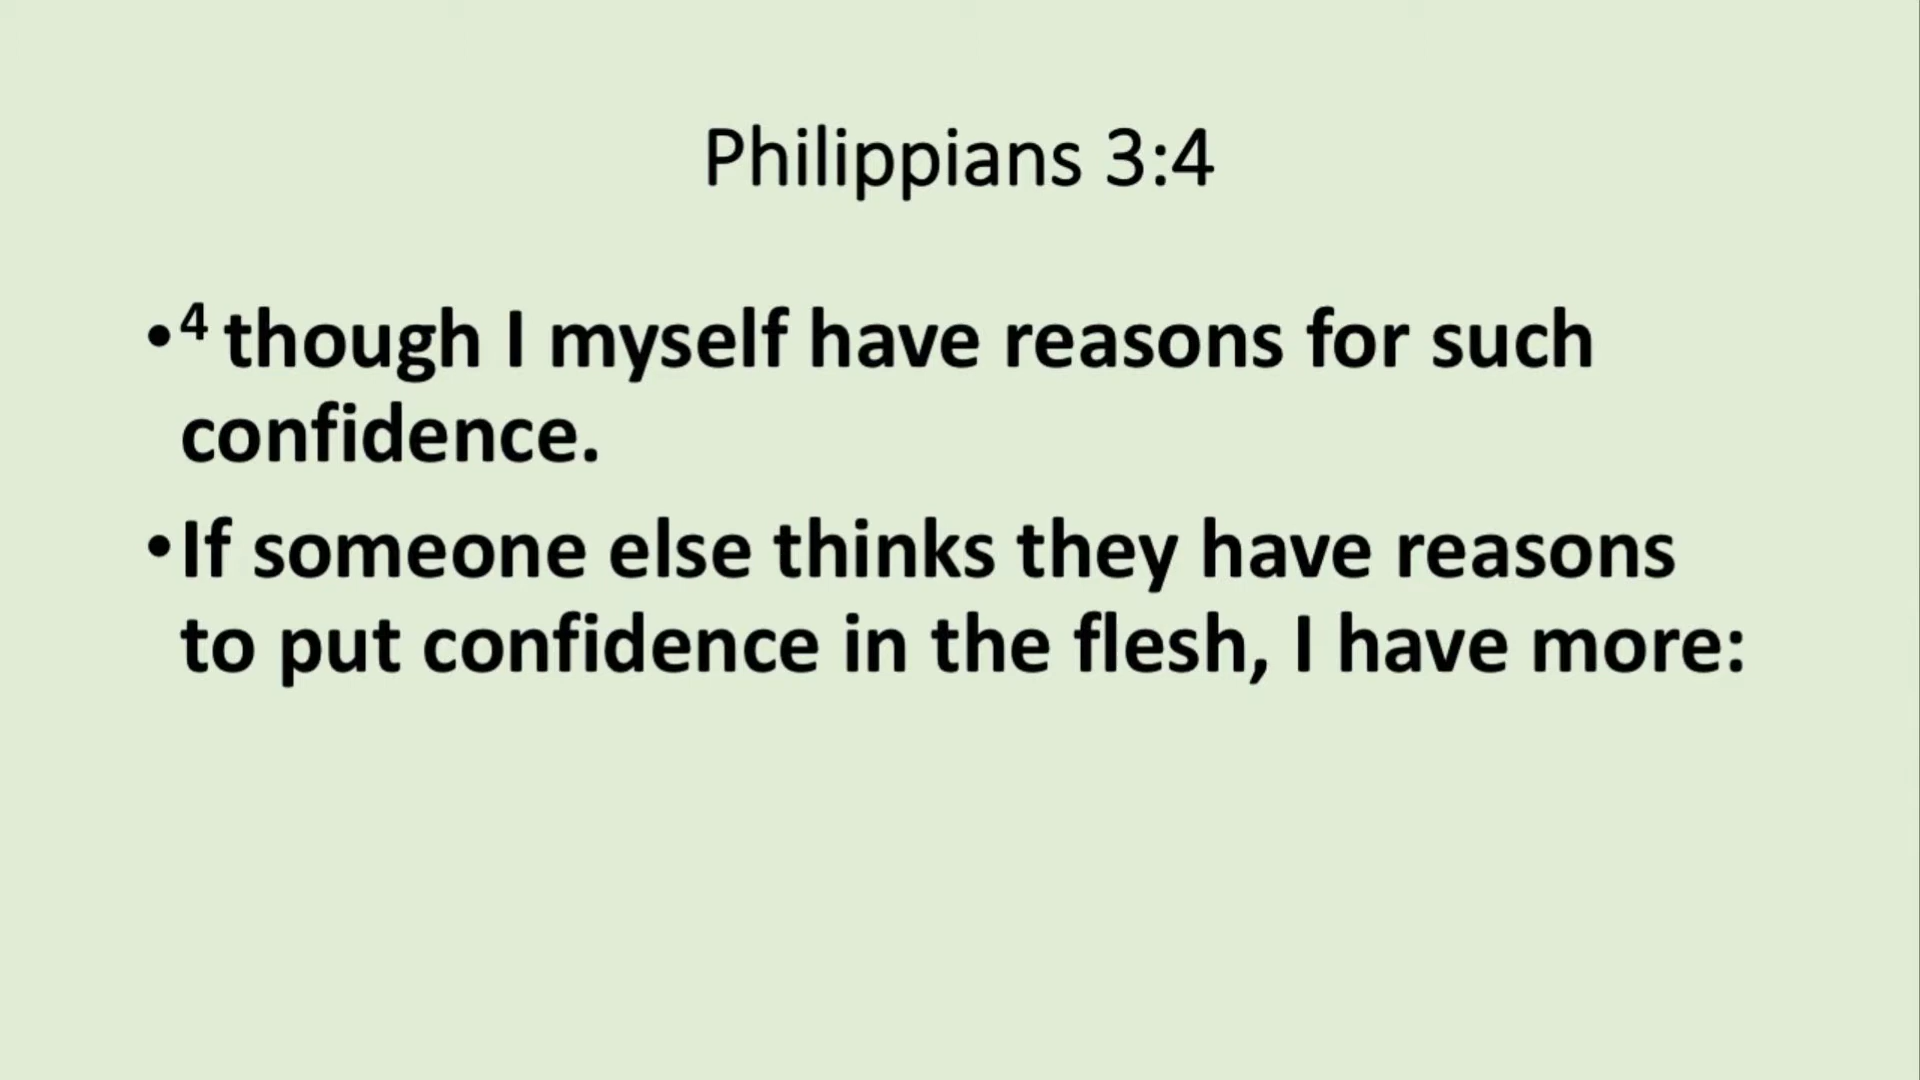 Philippians 3:4
•⁴ though I myself have reasons for such
confidence.
•If someone else thinks they have reasons
to put confidence in the flesh, I have more: